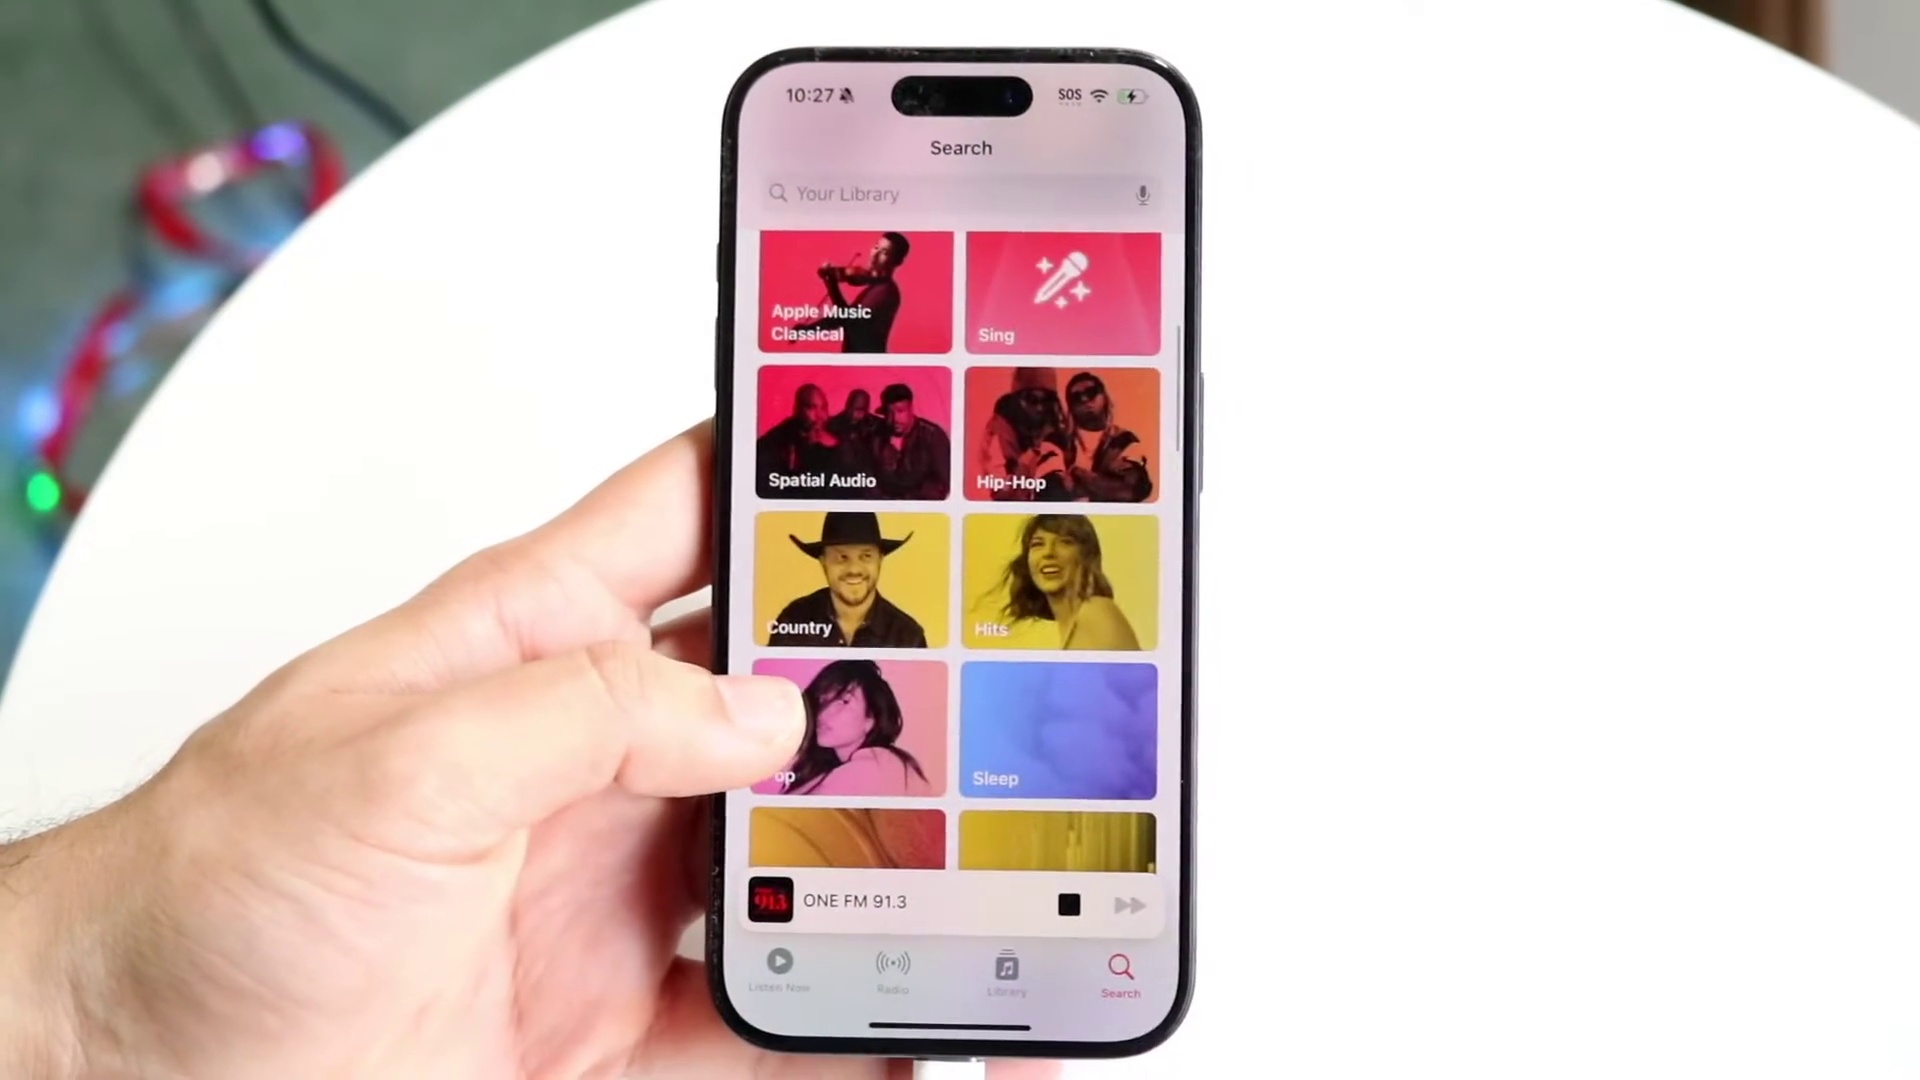 10:27
SOS
Search
Your Library
Apple Music
Classical
Sing
Spatial Audio
Hip-Hop
Country
Hits
op
Sleep
91.3
ONE FM 91.3
Listen Now
Radio
Library
Search